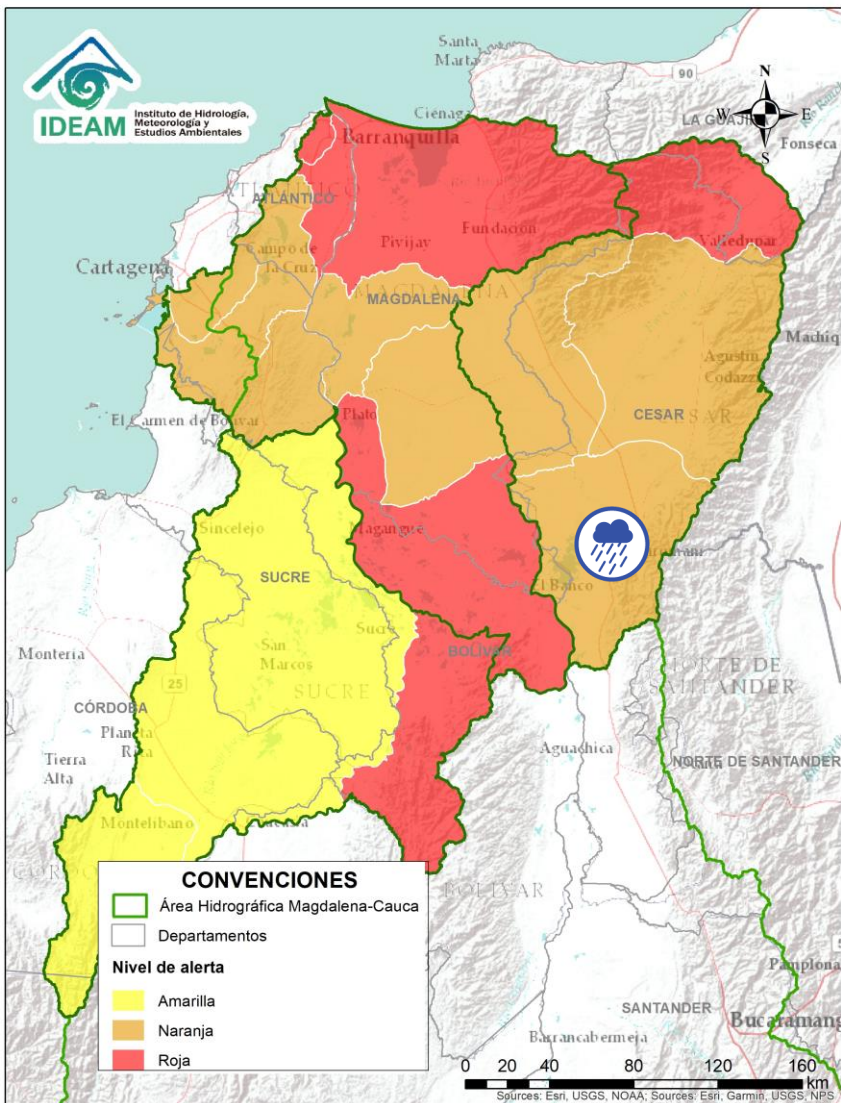 IDEAM
Instituto de Hidrología,
Meteorología y
Estudios Ambientales
Santa
Marta
90
N
W
E
S
LA GUAJI
Fonseca
Ciénaga
Barranquilla
ATLÁNTICO
Valledupar
Pivijay
Fundación
Campo de
la Cruz
Cartagena
MAGDALENA
Machiq
Agustín
Codazzi
CESAR
El Carmen de Bolívar
Plato
Sincelejo
Magangué
El Banco
SUCRE
Sucre
San
Marcos
BOLÍVAR
Montería
25
SUCRE
NORTE DE
SANTANDER
CÓRDOBA
Planeta
Rica
Tierra
Alta
Aguachica
NORTE DE SANTANDER
Montelíbano
BOLÍVAR
CONVENCIONES
Área Hidrográfica Magdalena-Cauca
Departamentos
Nivel de alerta
Amarilla
Naranja
Roja
Pamplona
SANTANDER
Bucaramang
Barrancabermeja
0 20 40 80 120 160
km
Sources: Esri, USGS, NOAA; Sources: Esri, Garmin, USGS, NPS